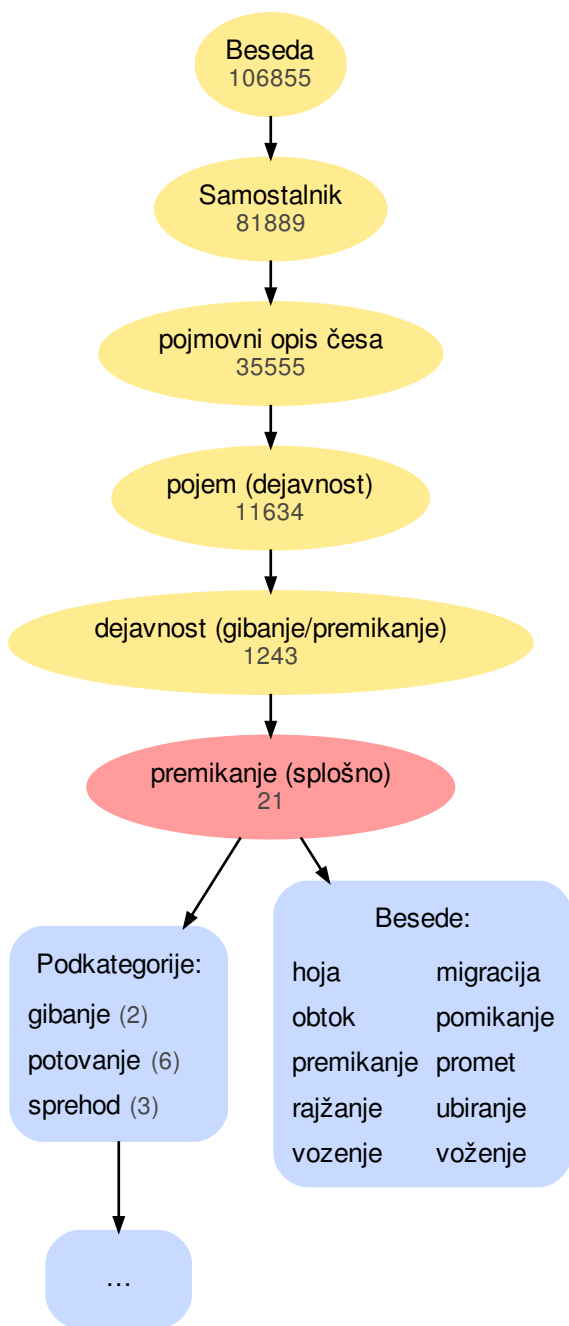 Beseda
106855
Samostalnik
81889
pojmovni opis česa
35555
pojem (dejavnost)
11634
dejavnost (gibanje/premikanje)
1243
premikanje (splošno)
21
Podkategorije:
gibanje (2)
potovanje (6)
sprehod (3)
...
Besede:
hoja migracija
obtok pomikanje
premikanje promet
rajžanje ubiranje
vozenje voženje